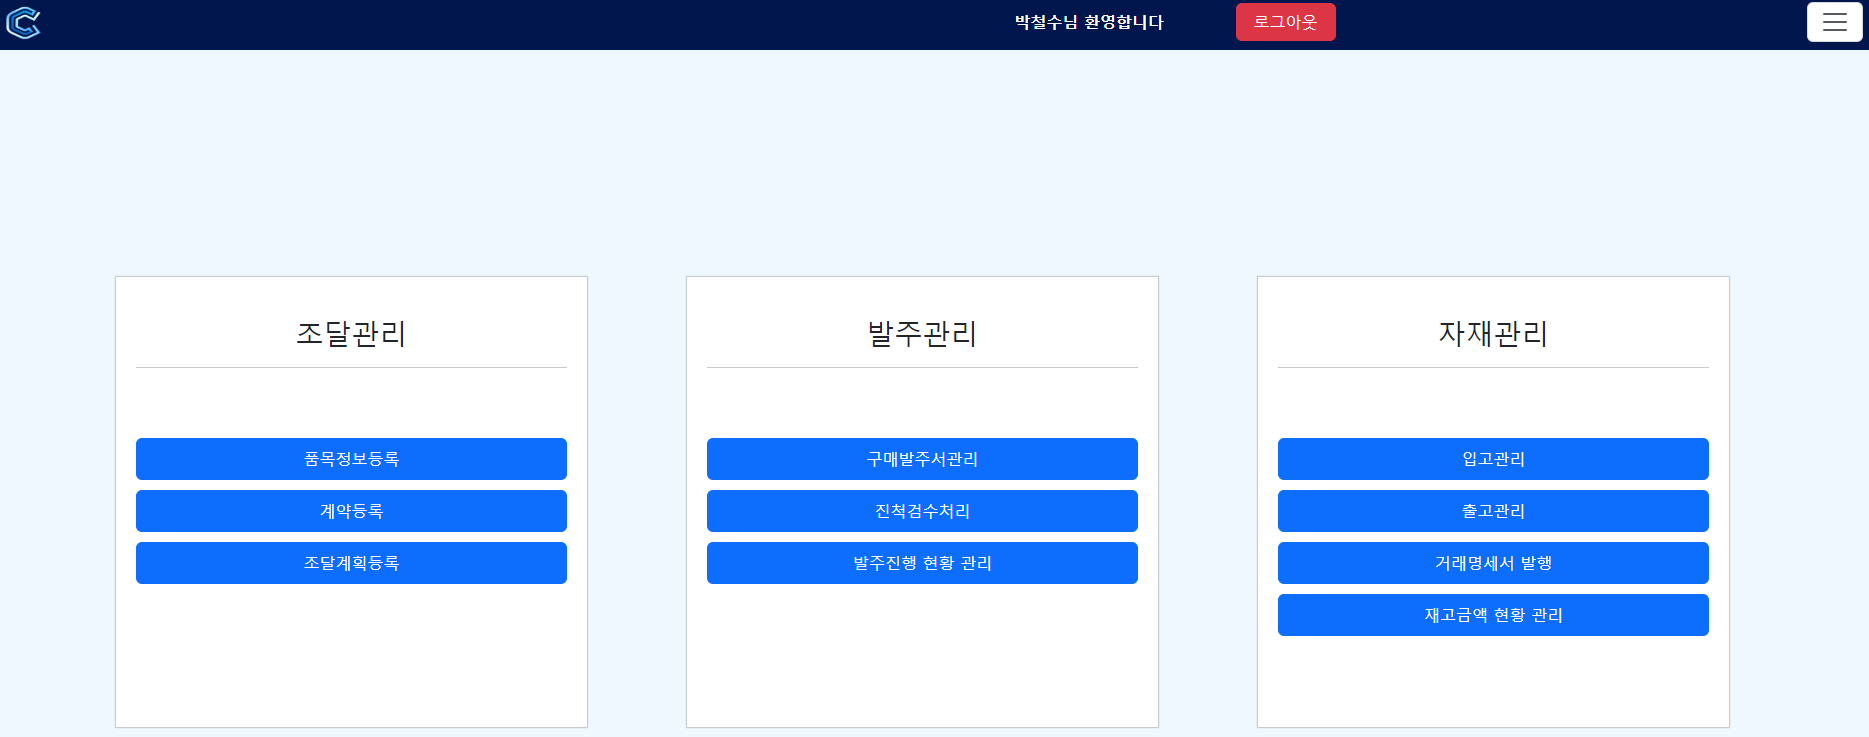 박철수님 환영합니다
로그아웃
조달관리
품목정보등록
계약등록
조달계획등록
발주관리
구매발주서관리
진척검수처리
발주진행 현황 관리
자재관리
입고관리
출고관리
거래명세서 발행
재고금액 현황 관리